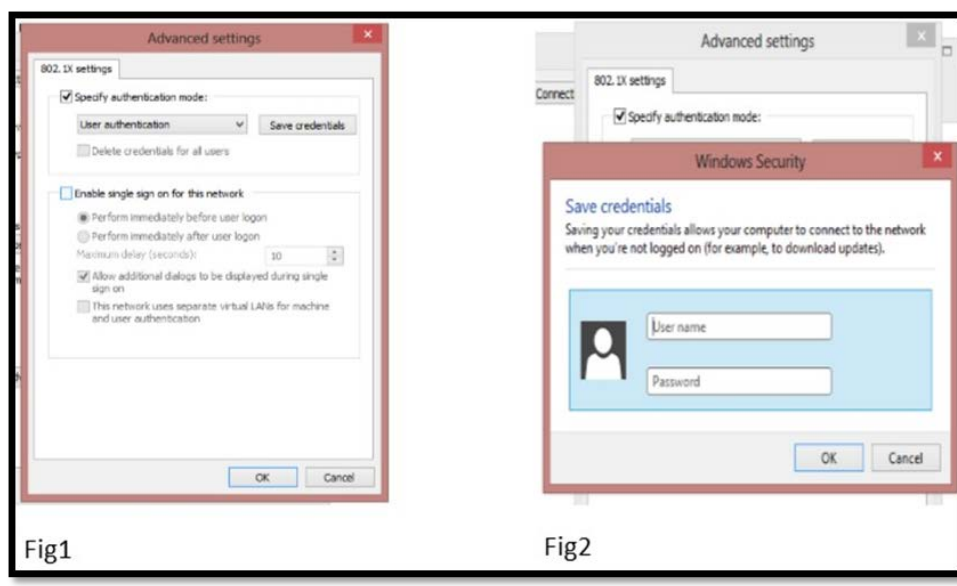 Advanced settings
802.1X settings
Specify authentication mode:
User authentication
Save credentials
Delete credentials for all users
Enable single sign on for this network
Perform immediately before user logon
Perform immediately after user logon
Maximum delay (seconds):
10
Allow additional dialogs to be displayed during single
sign on
This network uses separate virtual LANs for machine
and user authentication
OK
Cancel
Fig1
Advanced settings
802.1X settings
Connect
Specify authentication mode:
Windows Security
Save credentials
Saving your credentials allows your computer to connect to the network
when you're not logged on (for example, to download updates).
User name
Password
OK
Cancel
Fig2